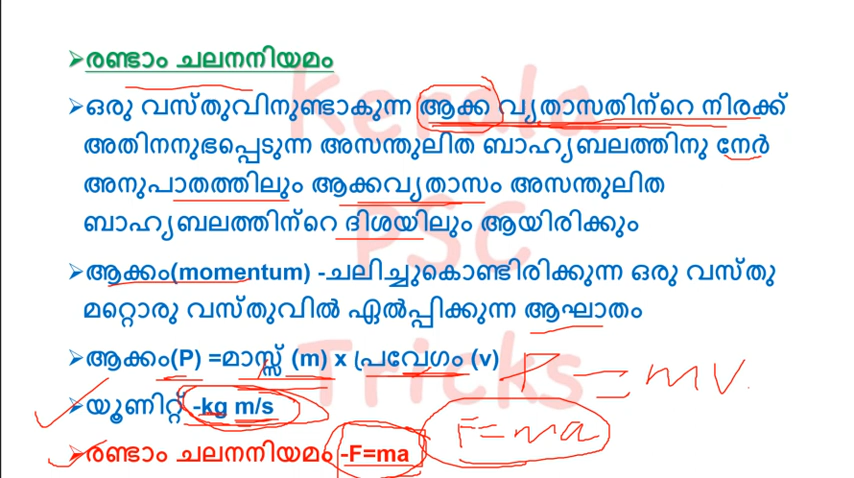 രണ്ടാം ചലനനിയമം
ഒരു വസ്തുവിനുണ്ടാകുന്ന ആക്ക വ്യതാസതിന്റെ നിരക്ക്
അതിനനുഭപ്പെടുന്ന അസന്തുലിത ബാഹ്യബലത്തിനു നേർ
അനുപാതത്തിലും ആക്കവ്യതാസം അസന്തുലിത
ബാഹ്യബലത്തിന്റെ ദിശയിലും ആയിരിക്കും
ആക്കം(momentum) -ചലിച്ചുകൊണ്ടിരിക്കുന്ന ഒരു വസ്തു
മറ്റൊരു വസ്തുവിൽ ഏൽപ്പിക്കുന്ന ആഘാതം
ആക്കം(P) =മാസ്സ് (m) x പ്രവേഗം (v)
P = mv
യൂണിറ്റ് -kg m/s
F=ma
രണ്ടാം ചലനനിയമം -F=ma
Kerala
PSC
Tricks